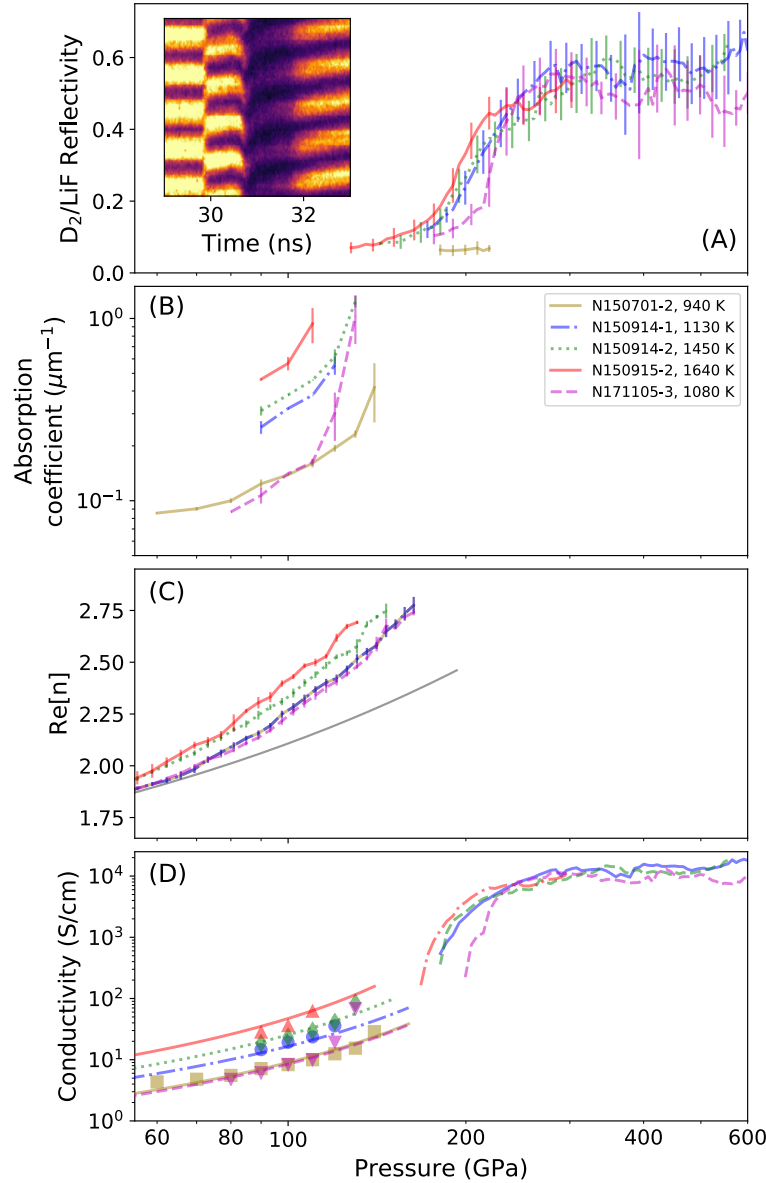 D₂/LiF Reflectivity
0.6
0.4
0.2
0.0
30
32
Time (ns)
(A)
(B)
Absorption
coefficient (μm⁻¹)
10⁰
10⁻¹
N150701-2, 940 K
N150914-1, 1130 K
N150914-2, 1450 K
N150915-2, 1640 K
N171105-3, 1080 K
(C)
Re[n]
2.75
2.50
2.25
2.00
1.75
(D)
Conductivity (S/cm)
10⁴
10³
10²
10¹
10⁰
60
80
100
200
400
600
Pressure (GPa)